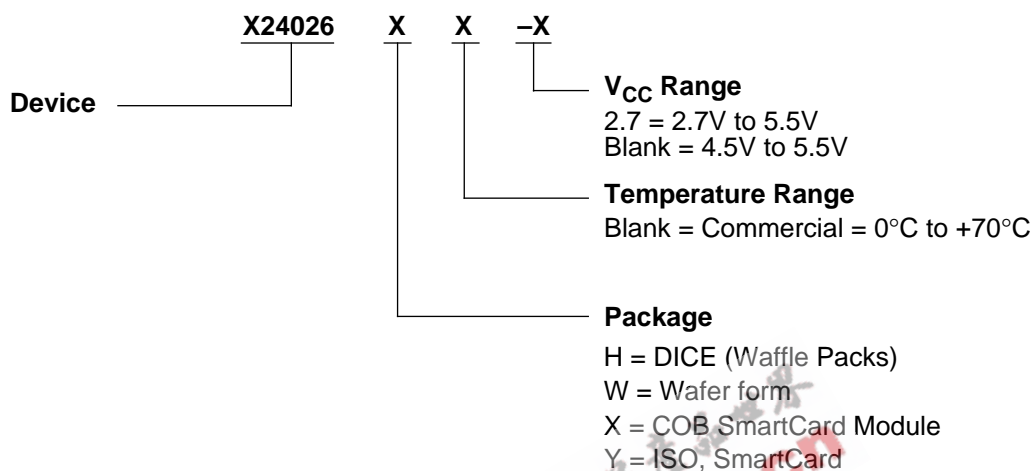 X24026 X X –X
Device
VCC Range
2.7 = 2.7V to 5.5V
Blank = 4.5V to 5.5V
Temperature Range
Blank = Commercial = 0°C to +70°C
Package
H = DICE (Waffle Packs)
W = Wafer form
X = COB SmartCard Module
Y = ISO, SmartCard